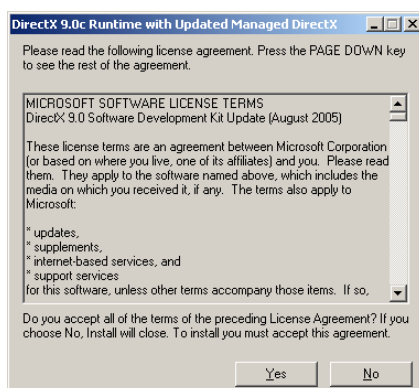 DirectX 9.0c Runtime with Updated Managed DirectX
Please read the following license agreement. Press the PAGE DOWN key
to see the rest of the agreement.
MICROSOFT SOFTWARE LICENSE TERMS
DirectX 9.0 Software Development Kit Update (August 2005)
These license terms are an agreement between Microsoft Corporation
(or based on where you live, one of its affiliates) and you. Please read
them. They apply to the software named above, which includes the
media on which you received it, if any. The terms also apply to
Microsoft:
* updates,
* supplements,
* internet-based services, and
* support services
for this software, unless other terms accompany those items. If so,
Do you accept all of the terms of the preceding License Agreement? If you
choose No, Install will close. To install you must accept this agreement.
Yes No